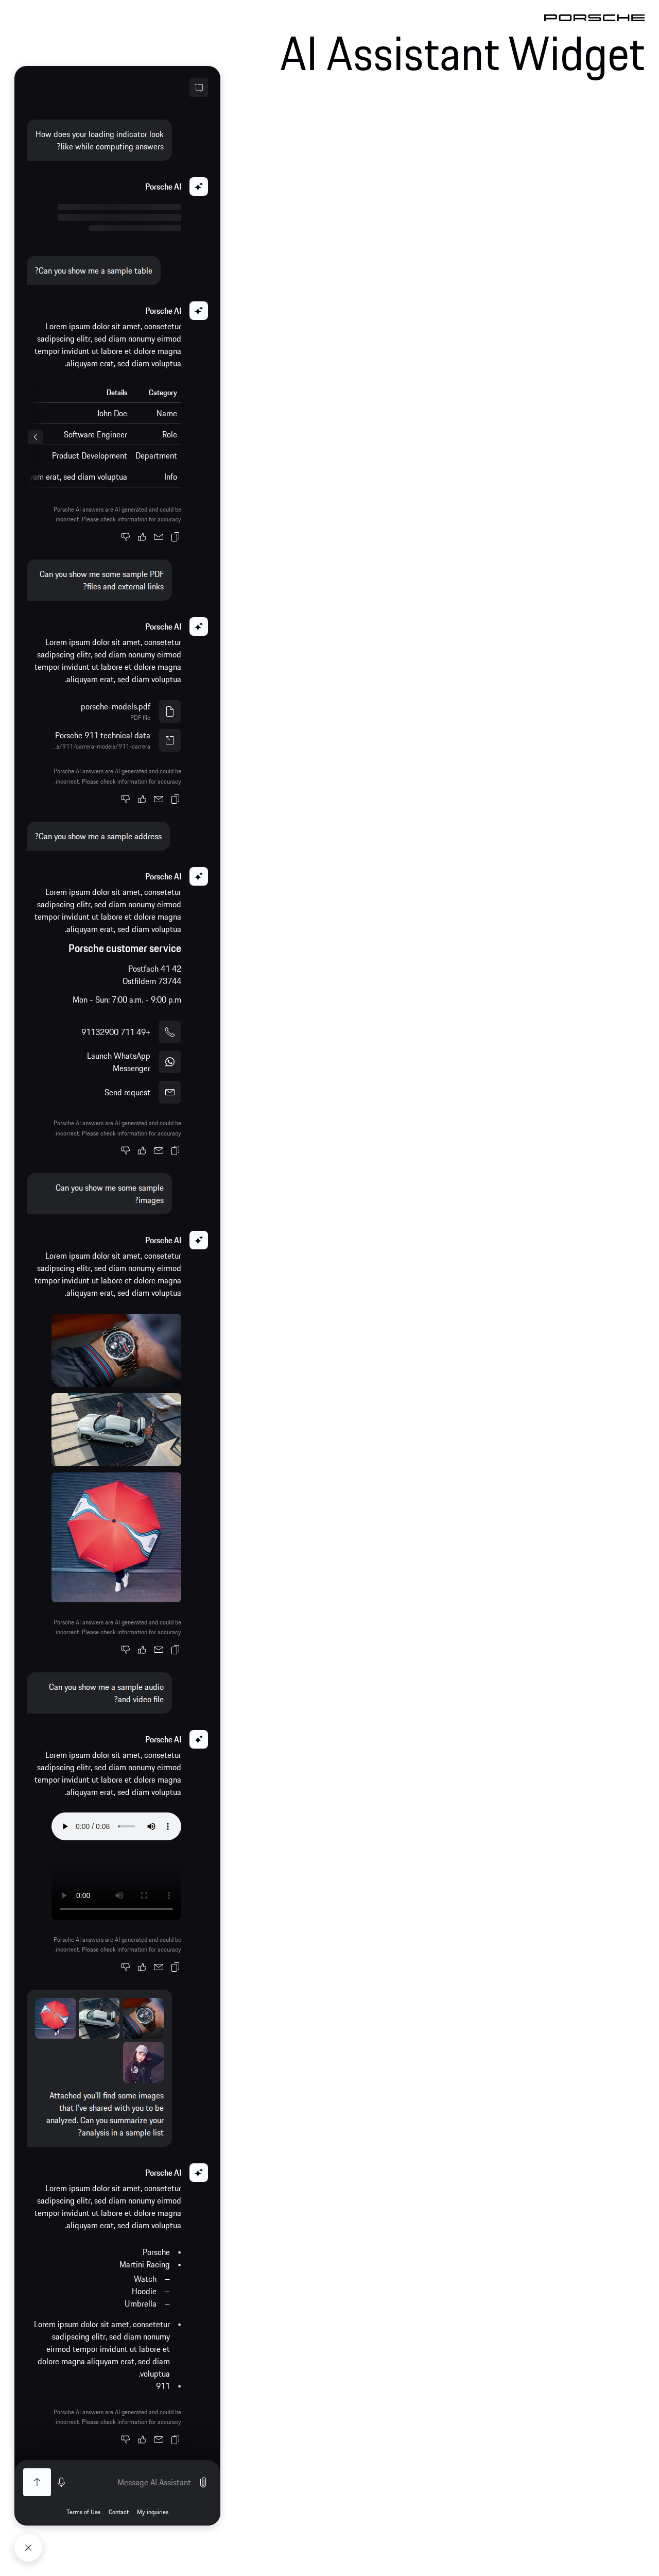 PORSCHE
AI Assistant Widget
How does your loading indicator look
?like while computing answers
Porsche AI
?Can you show me a sample table
Porsche AI
Lorem ipsum dolor sit amet, consetetur
sadipscing elitr, sed diam nonumy eirmod
tempor invidunt ut labore et dolore magna
.aliquyam erat, sed diam voluptua
Category Details
Name John Doe
Role Software Engineer
Department Product Development
Info yam erat, sed diam voluptua
Porsche AI answers are AI generated and could be
.incorrect. Please check information for accuracy
Can you show me some sample PDF
?files and external links
Porsche AI
Lorem ipsum dolor sit amet, consetetur
sadipscing elitr, sed diam nonumy eirmod
tempor invidunt ut labore et dolore magna
.aliquyam erat, sed diam voluptua
porsche-models.pdf
PDF file
Porsche 911 technical data
...s/911/carrera-models/911-carrera
Porsche AI answers are AI generated and could be
.incorrect. Please check information for accuracy
?Can you show me a sample address
Porsche AI
Lorem ipsum dolor sit amet, consetetur
sadipscing elitr, sed diam nonumy eirmod
tempor invidunt ut labore et dolore magna
.aliquyam erat, sed diam voluptua
Porsche customer service
Postfach 41 42
Ostfildern 73744
Mon - Sun: 7:00 a.m. - 9:00 p.m
91132900 711 49+
Launch WhatsApp
Messenger
Send request
Porsche AI answers are AI generated and could be
.incorrect. Please check information for accuracy
Can you show me some sample
?images
Porsche AI
Lorem ipsum dolor sit amet, consetetur
sadipscing elitr, sed diam nonumy eirmod
tempor invidunt ut labore et dolore magna
.aliquyam erat, sed diam voluptua
Porsche AI answers are AI generated and could be
.incorrect. Please check information for accuracy
Can you show me a sample audio
?and video file
Porsche AI
Lorem ipsum dolor sit amet, consetetur
sadipscing elitr, sed diam nonumy eirmod
tempor invidunt ut labore et dolore magna
.aliquyam erat, sed diam voluptua
0:00 / 0:08
0:00
Porsche AI answers are AI generated and could be
.incorrect. Please check information for accuracy
Attached you'll find some images
that I've shared with you to be
analyzed. Can you summarize your
?analysis in a sample list
Porsche AI
Lorem ipsum dolor sit amet, consetetur
sadipscing elitr, sed diam nonumy eirmod
tempor invidunt ut labore et dolore magna
.aliquyam erat, sed diam voluptua
Porsche
Martini Racing
Watch
Hoodie
Umbrella
Lorem ipsum dolor sit amet, consetetur
sadipscing elitr, sed diam nonumy
eirmod tempor invidunt ut labore et
dolore magna aliquyam erat, sed diam
.voluptua
911
Porsche AI answers are AI generated and could be
.incorrect. Please check information for accuracy
Message AI Assistant
My inquiries Contact Terms of Use